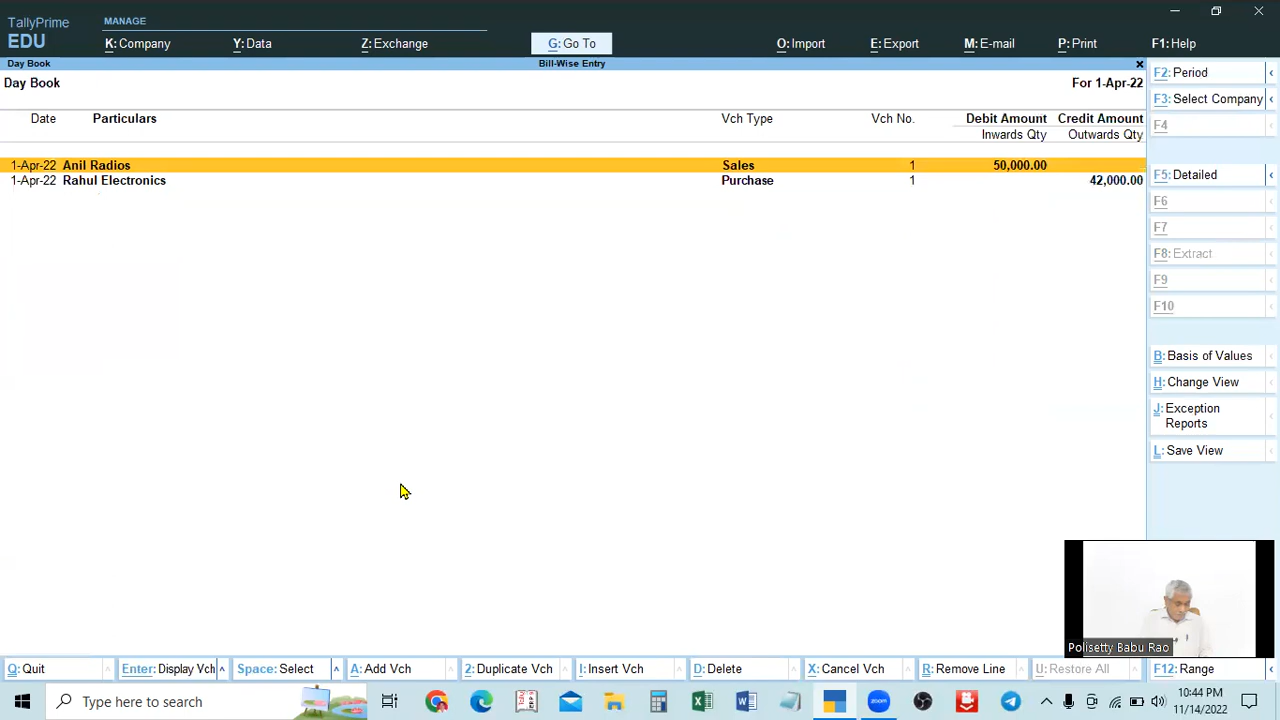 TallyPrime
EDU
MANAGE
K: Company
Y: Data
Z: Exchange
G: Go To
O: Import
E: Export
M: E-mail
P: Print
F1: Help
Day Book
Bill-Wise Entry
Day Book
For 1-Apr-22
Date Particulars Vch Type Vch No. Debit Amount Credit Amount
Inwards Qty Outwards Qty
1-Apr-22 Anil Radios Sales 1 50,000.00
1-Apr-22 Rahul Electronics Purchase 1 42,000.00
F2: Period
F3: Select Company
F4
F5: Detailed
F6
F7
F8: Extract
F9
F10
B: Basis of Values
H: Change View
J: Exception
Reports
L: Save View
Polisetty Babu Rao
Q: Quit
Enter: Display Vch
Space: Select
A: Add Vch
2: Duplicate Vch
I: Insert Vch
D: Delete
X: Cancel Vch
R: Remove Line
U: Restore All
F12: Range
Type here to search
zoom
10:44 PM
11/14/2022